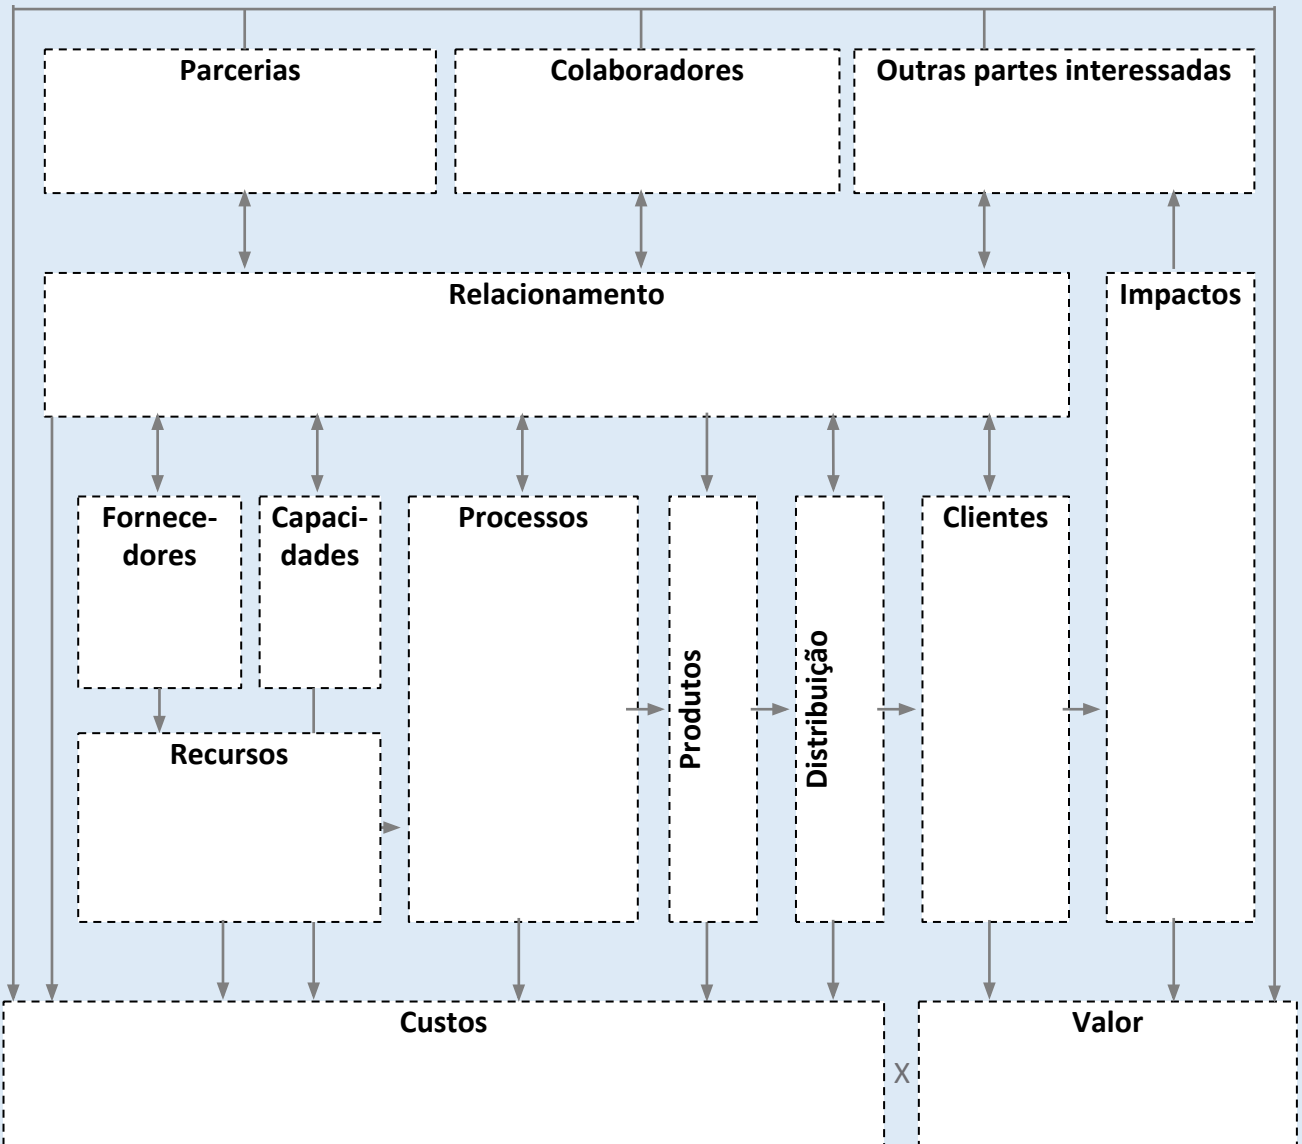 Parcerias
Colaboradores
Outras partes interessadas
Relacionamento
Impactos
Fornece-
dores
Capaci-
dades
Processos
Produtos
Distribuição
Clientes
Recursos
Custos
X
Valor